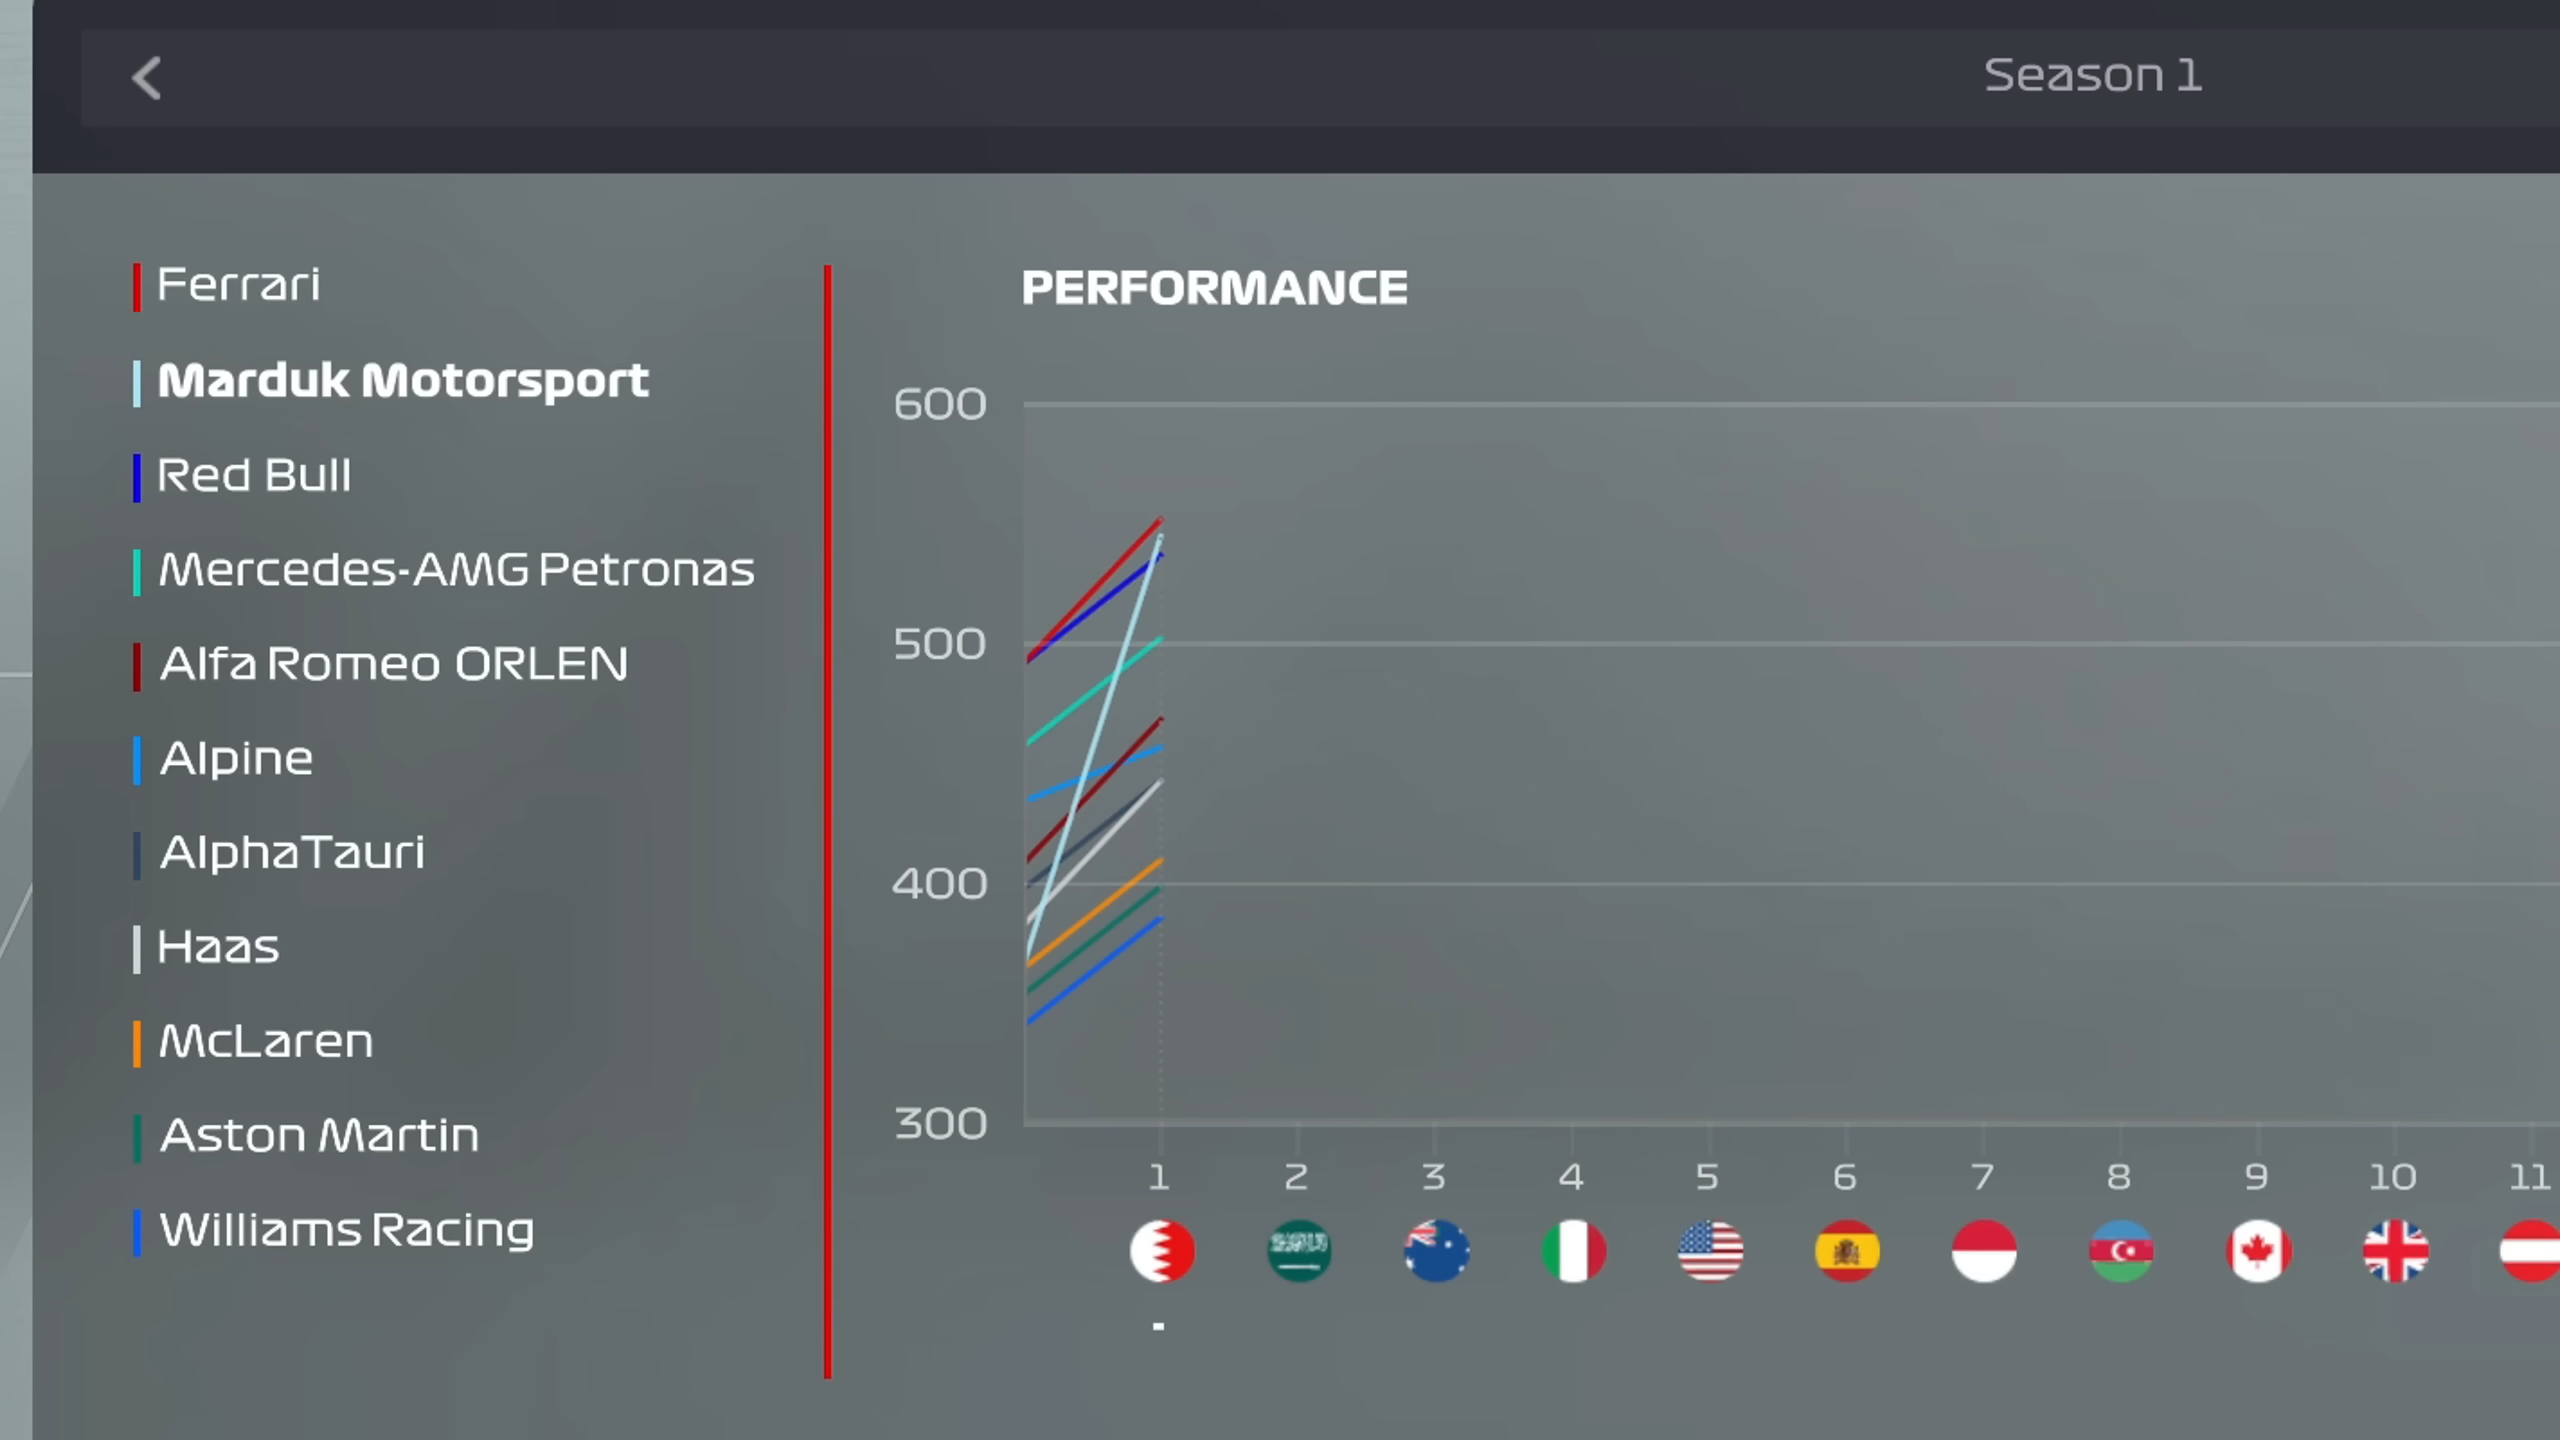 Season 1
Ferrari
Marduk Motorsport
Red Bull
Mercedes-AMG Petronas
Alfa Romeo ORLEN
Alpine
AlphaTauri
Haas
McLaren
Aston Martin
Williams Racing
PERFORMANCE
600
500
400
300
1 2 3 4 5 6 7 8 9 10 11
-